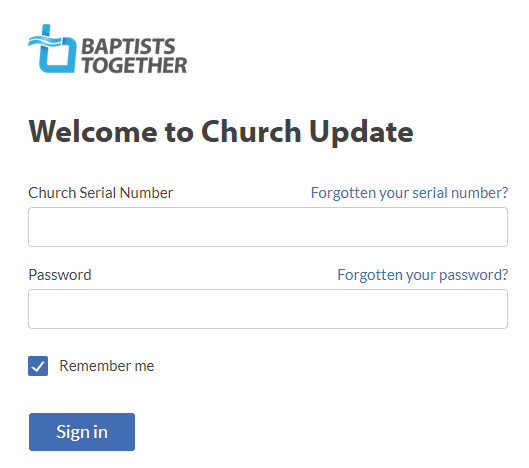 BAPTISTS
TOGETHER
Welcome to Church Update
Church Serial Number Forgotten your serial number?
Password Forgotten your password?
Remember me
Sign in